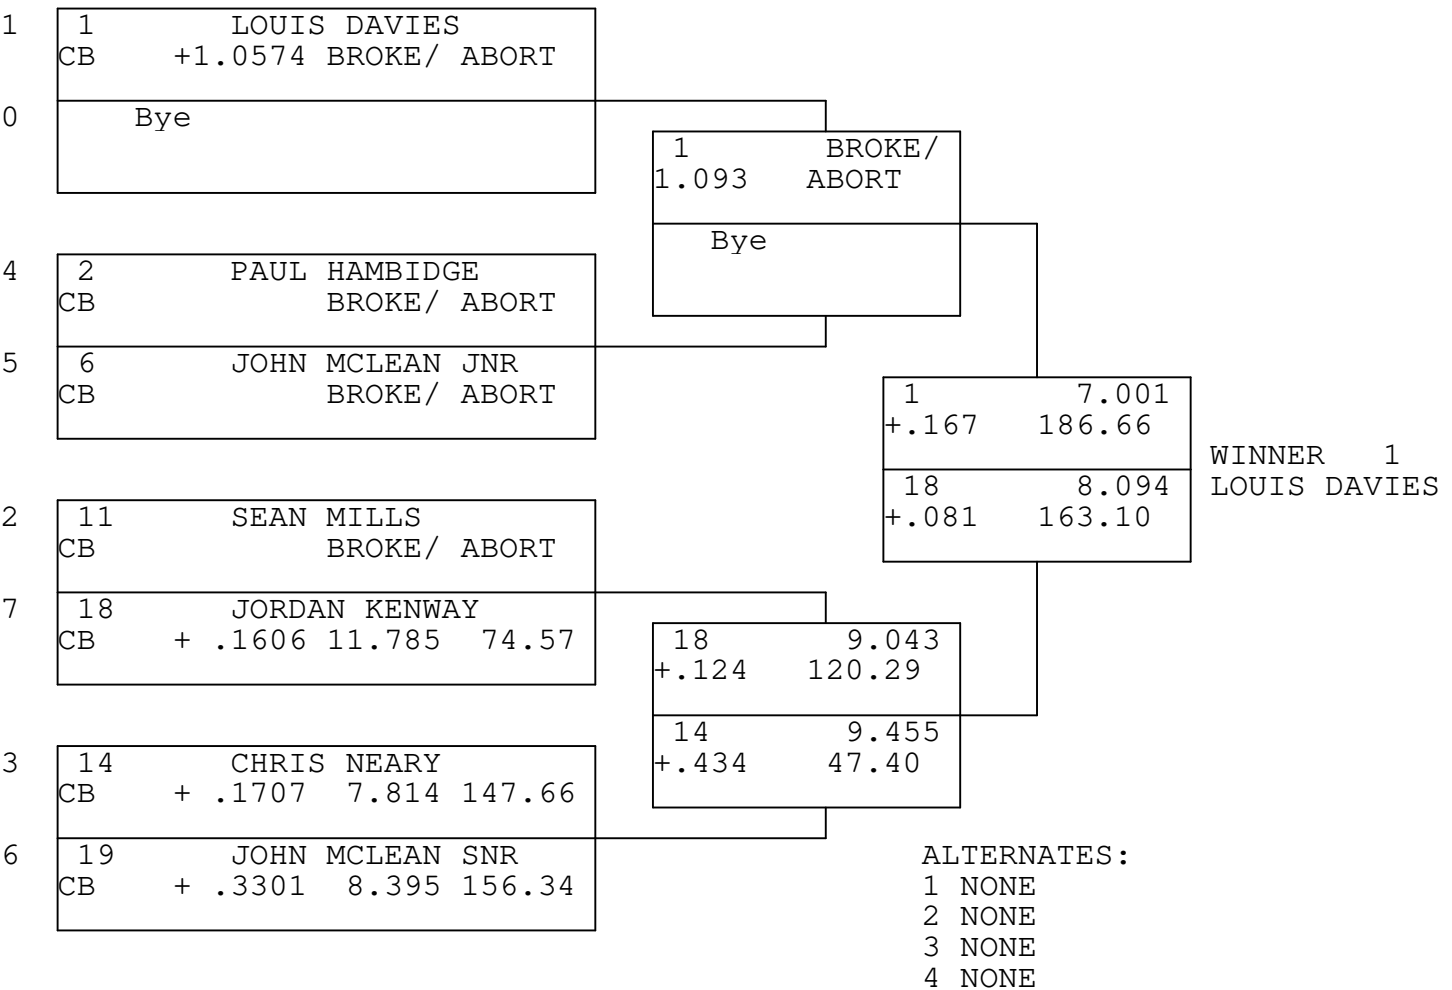 1 1 LOUIS DAVIES
CB +1.0574 BROKE/ ABORT
0 Bye
4 2 PAUL HAMBIDGE
CB BROKE/ ABORT
5 6 JOHN MCLEAN JNR
CB BROKE/ ABORT
2 11 SEAN MILLS
CB BROKE/ ABORT
7 18 JORDAN KENWAY
CB + .1606 11.785 74.57
3 14 CHRIS NEARY
CB + .1707 7.814 147.66
6 19 JOHN MCLEAN SNR
CB + .3301 8.395 156.34
1 BROKE/
1.093 ABORT
Bye
18 9.043
+.124 120.29
14 9.455
+.434 47.40
1 7.001
+.167 186.66
18 8.094
+.081 163.10
WINNER 1
LOUIS DAVIES
ALTERNATES:
1 NONE
2 NONE
3 NONE
4 NONE